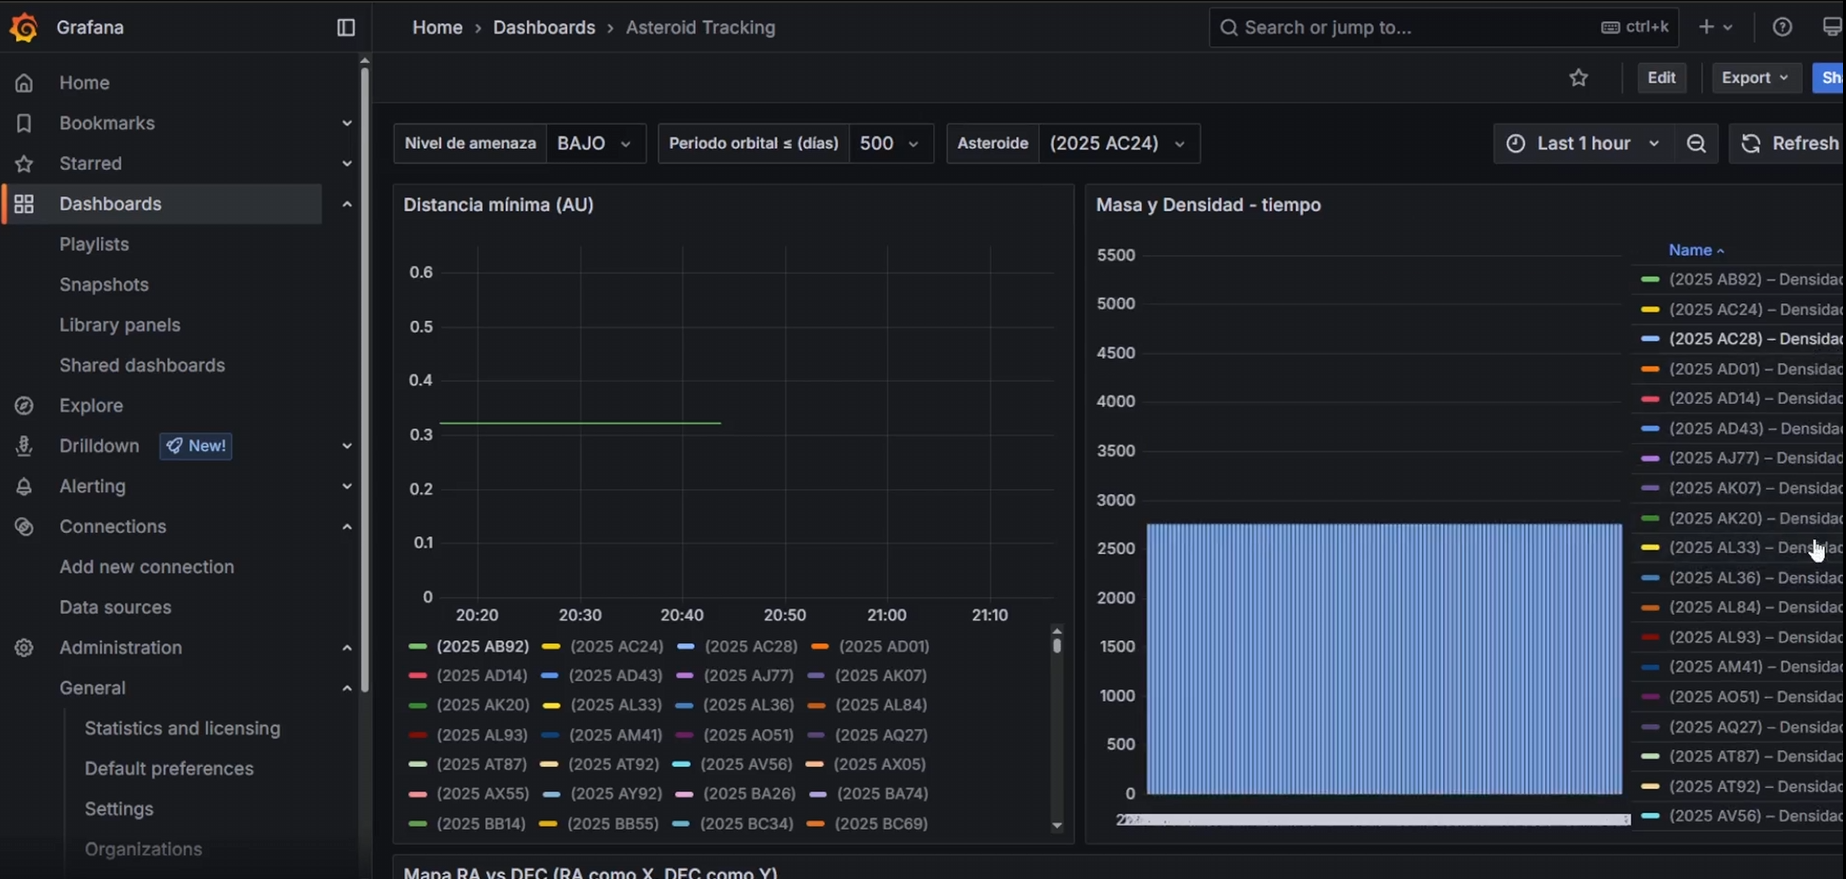 Grafana
Home › Dashboards › Asteroid Tracking
Search or jump to... ctrl+k
Home
Bookmarks
Starred
Dashboards
Playlists
Snapshots
Library panels
Shared dashboards
Explore
Drilldown New!
Alerting
Connections
Add new connection
Data sources
Administration
General
Statistics and licensing
Default preferences
Settings
Organizations
Edit Export
Nivel de amenaza BAJO Periodo orbital ≤ (días) 500 Asteroide (2025 AC24) Last 1 hour Refresh
Distancia mínima (AU)
0.6
0.5
0.4
0.3
0.2
0.1
0
20:20 20:30 20:40 20:50 21:00 21:10
(2025 AB92) (2025 AC24) (2025 AC28) (2025 AD01)
(2025 AD14) (2025 AD43) (2025 AJ77) (2025 AK07)
(2025 AK20) (2025 AL33) (2025 AL36) (2025 AL84)
(2025 AL93) (2025 AM41) (2025 AO51) (2025 AQ27)
(2025 AT87) (2025 AT92) (2025 AV56) (2025 AX05)
(2025 AX55) (2025 AY92) (2025 BA26) (2025 BA74)
(2025 BB14) (2025 BB55) (2025 BC34) (2025 BC69)
Masa y Densidad - tiempo
5500
5000
4500
4000
3500
3000
2500
2000
1500
1000
500
0
Name
(2025 AB92) – Densidad
(2025 AC24) – Densidad
(2025 AC28) – Densidad
(2025 AD01) – Densidad
(2025 AD14) – Densidad
(2025 AD43) – Densidad
(2025 AJ77) – Densidad
(2025 AK07) – Densidad
(2025 AK20) – Densidad
(2025 AL33) – Densidad
(2025 AL36) – Densidad
(2025 AL84) – Densidad
(2025 AL93) – Densidad
(2025 AM41) – Densidad
(2025 AO51) – Densidad
(2025 AQ27) – Densidad
(2025 AT87) – Densidad
(2025 AT92) – Densidad
(2025 AV56) – Densidad
Mapa RA vs DEC (RA como X, DEC como Y)